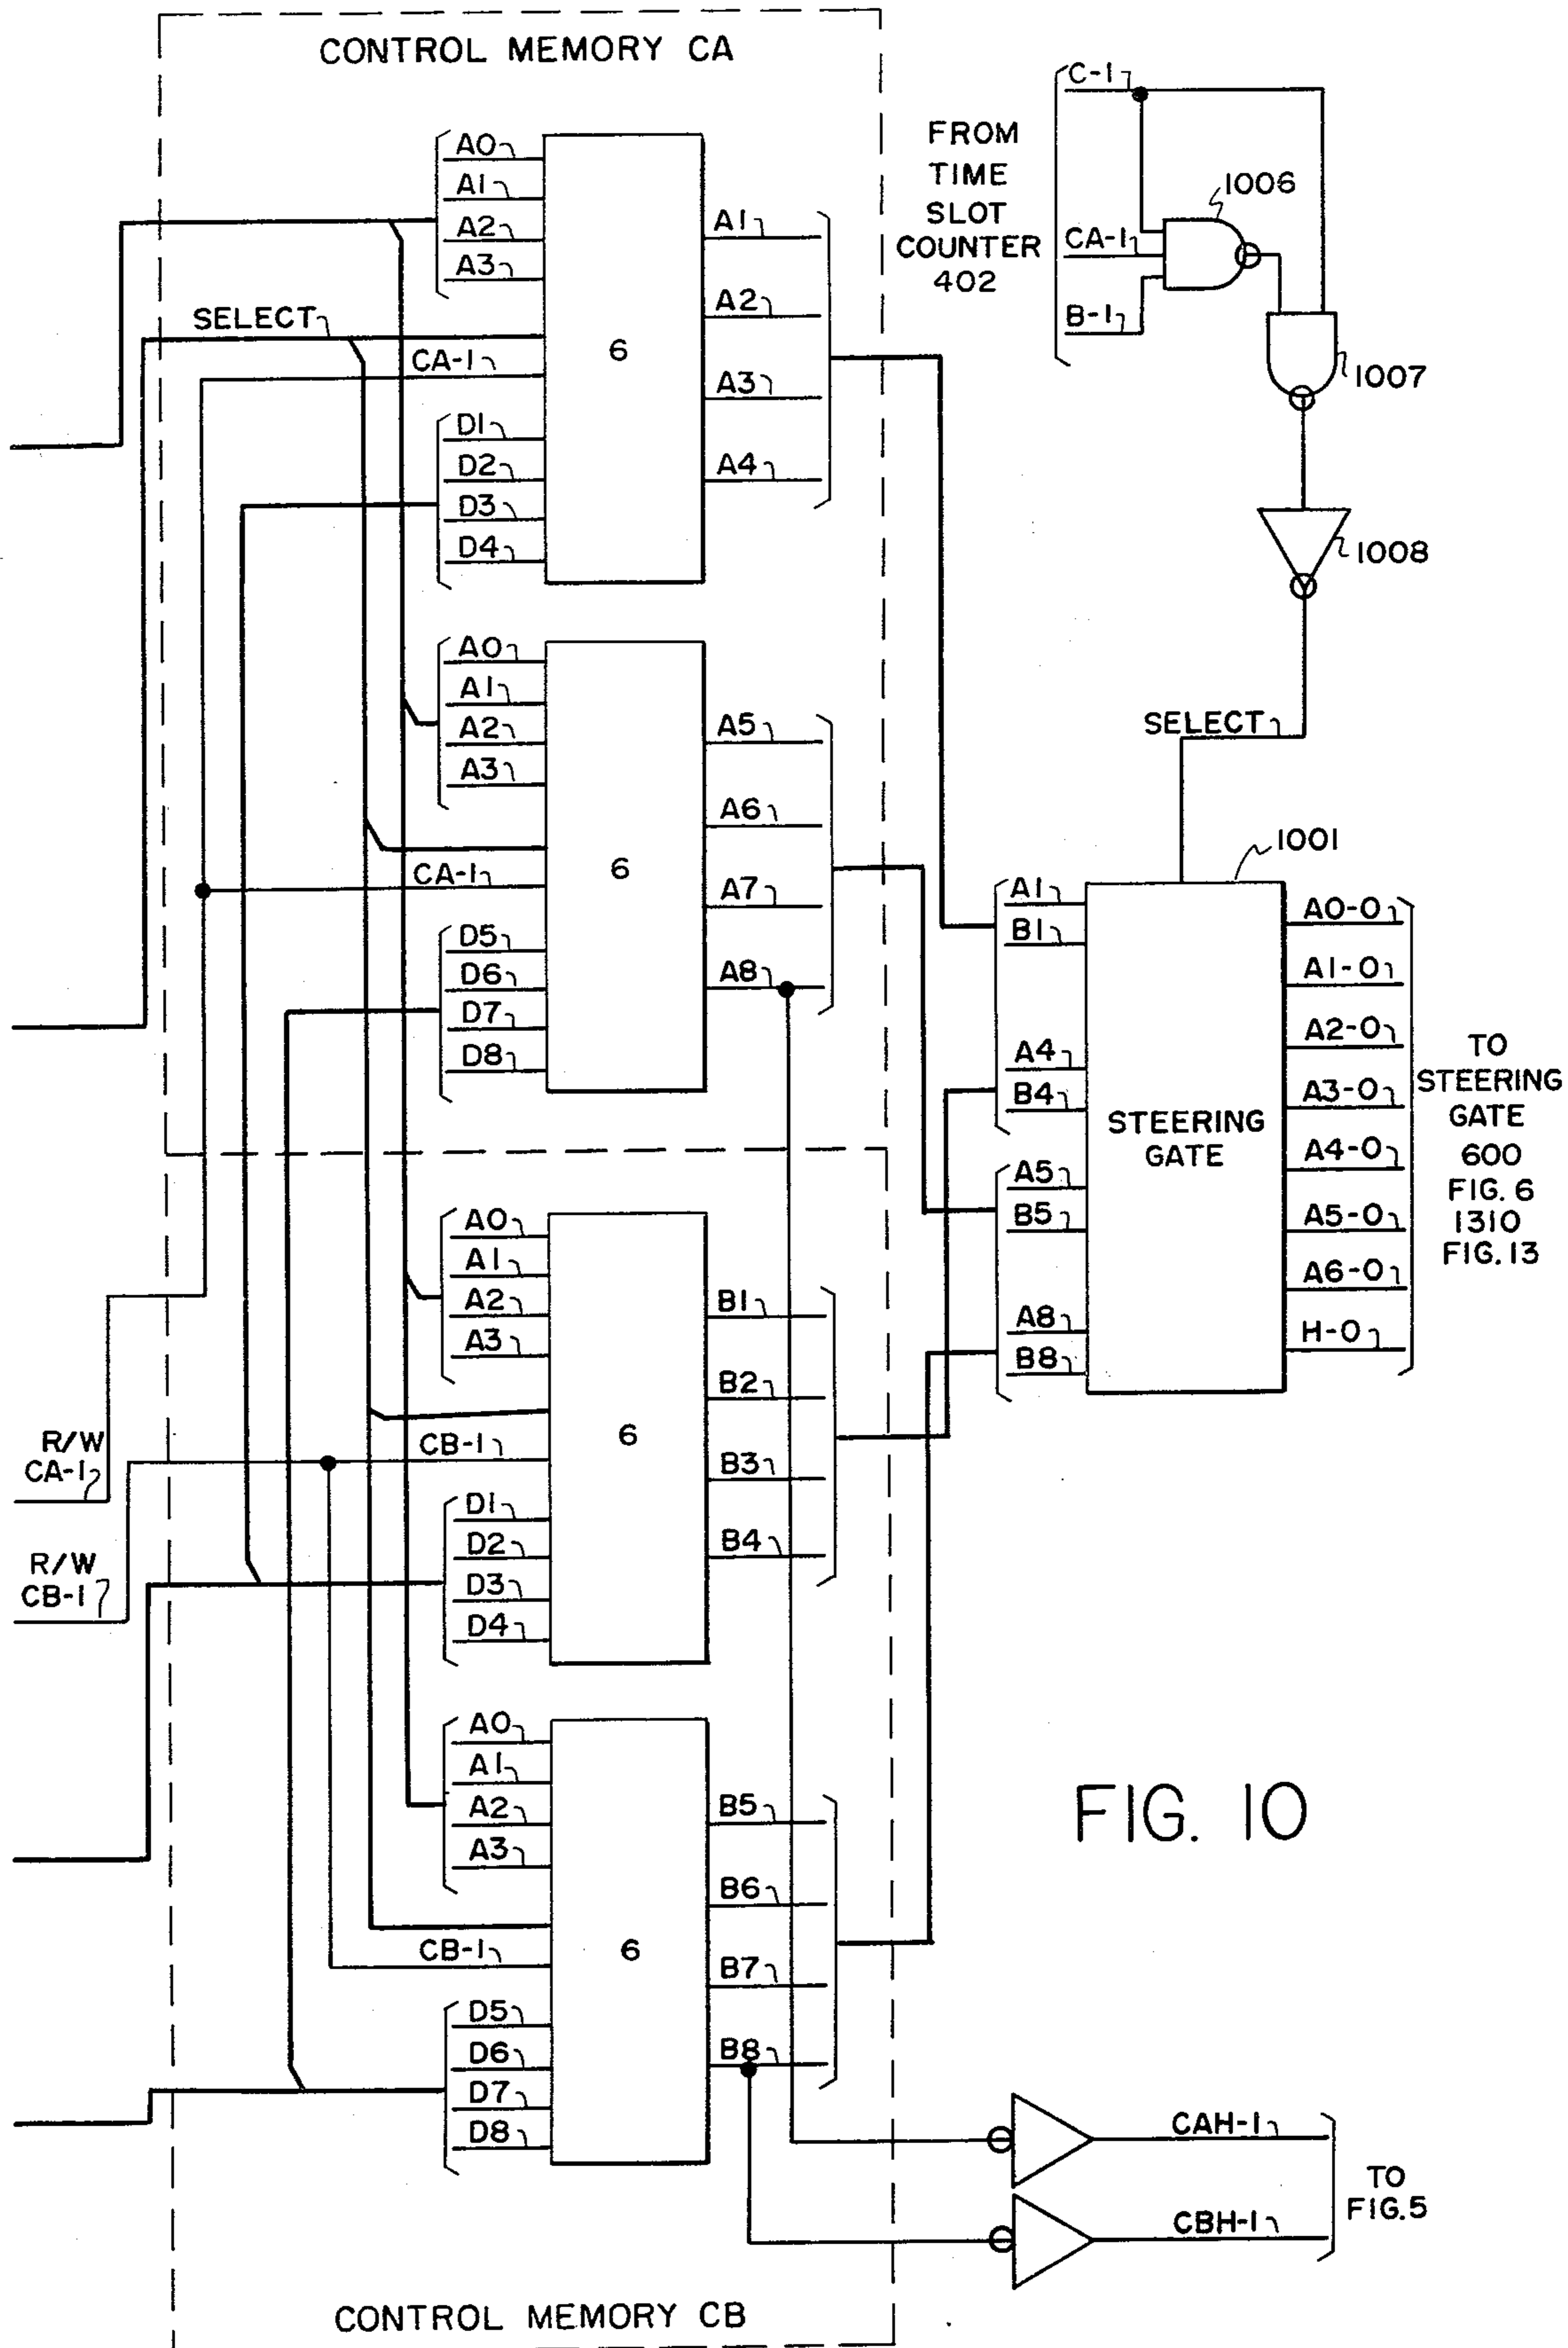 CONTROL MEMORY CA
A0
A1
A2
A3
SELECT
CA-1
D1
D2
D3
D4
6
A1
A2
A3
A4
A0
A1
A2
A3
CA-1
D5
D6
D7
D8
6
A5
A6
A7
A8
R/W
CA-1
R/W
CB-1
A0
A1
A2
A3
CB-1
D1
D2
D3
D4
6
B1
B2
B3
B4
A0
A1
A2
A3
CB-1
D5
D6
D7
D8
6
B5
B6
B7
B8
CONTROL MEMORY CB
FROM
TIME
SLOT
COUNTER
402
C-1
CA-1
B-1
1006
1007
1008
SELECT
1001
A1
B1
A4
B4
A5
B5
A8
B8
STEERING
GATE
A0-0
A1-0
A2-0
A3-0
A4-0
A5-0
A6-0
H-0
TO
STEERING
GATE
600
FIG. 6
1310
FIG. 13
FIG. 10
CAH-1
CBH-1
TO
FIG.5